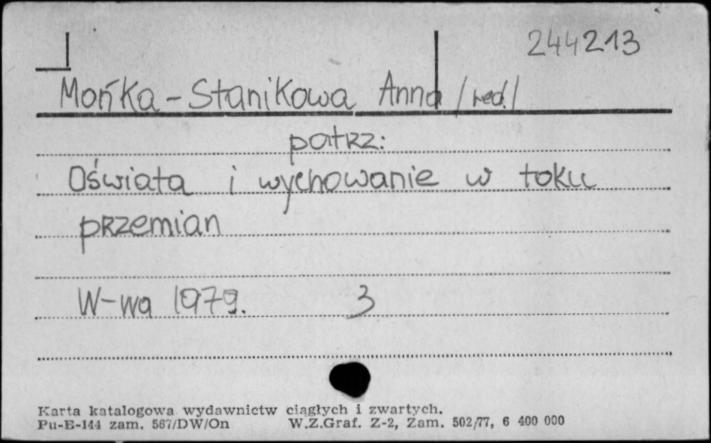 244213
Mońka-Stanikowa Anna /red./
patrz:
Oświata i wychowanie w toku
przemian
W-wa 1979. 3
Karta katalogowa wydawnictw ciągłych i zwartych.
Pu-E-144 zam. 567/DW/On W.Z.Graf. Z-2, Zam. 502/77, 6 400 000